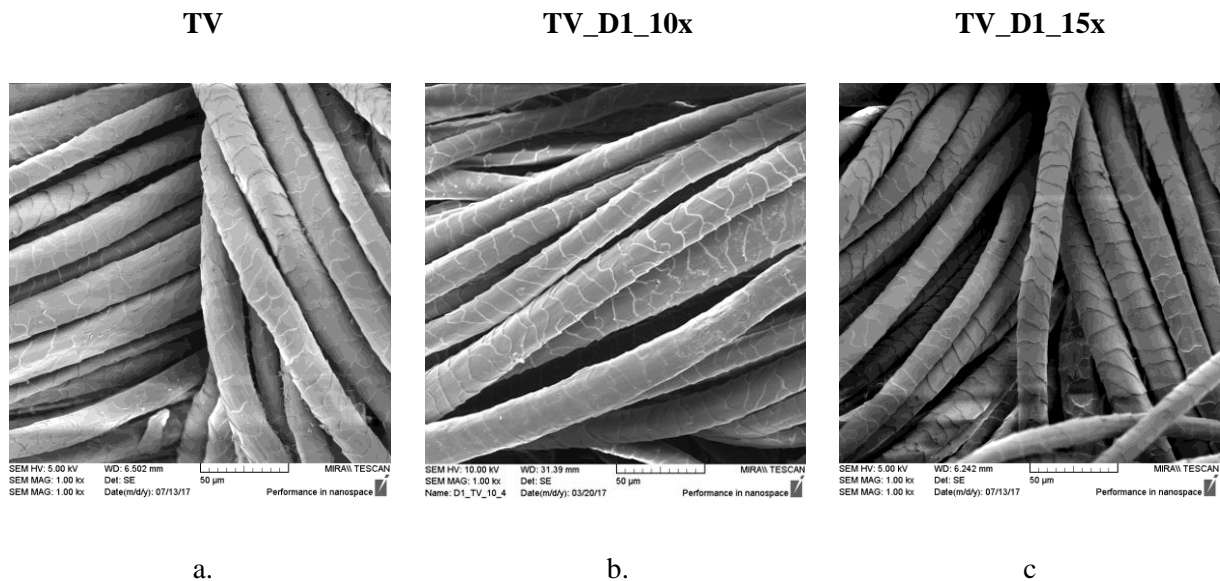 TV TV_D1_10x TV_D1_15x
SEM HV: 5.00 kV WD: 6.502 mm MIRA\\ TESCAN
SEM MAG: 1.00 kx Det: SE 50 µm
SEM MAG: 1.00 kx Date(m/d/y): 07/13/17 Performance in nanospace
SEM HV: 10.00 kV WD: 31.39 mm MIRA\\ TESCAN
SEM MAG: 1.00 kx Det: SE 50 µm
Name: D1_TV_10_4 Date(m/d/y): 03/20/17 Performance in nanospace
SEM HV: 5.00 kV WD: 6.242 mm MIRA\\ TESCAN
SEM MAG: 1.00 kx Det: SE 50 µm
SEM MAG: 1.00 kx Date(m/d/y): 07/13/17 Performance in nanospace
a. b. c